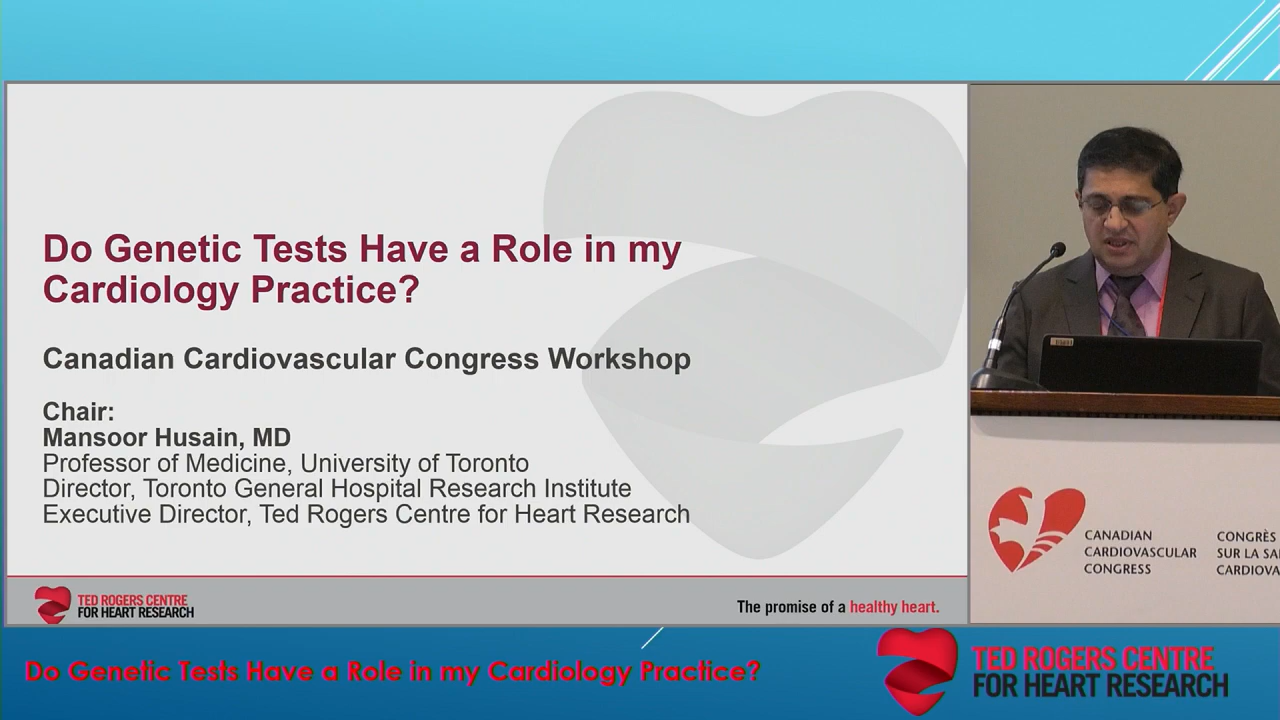 Do Genetic Tests Have a Role in my
Cardiology Practice?
Canadian Cardiovascular Congress Workshop
Chair:
Mansoor Husain, MD
Professor of Medicine, University of Toronto
Director, Toronto General Hospital Research Institute
Executive Director, Ted Rogers Centre for Heart Research
TED ROGERS CENTRE
FOR HEART RESEARCH
The promise of a healthy heart.
CANADIAN
CARDIOVASCULAR
CONGRESS
CONGRÈS
SUR LA SA
CARDIOVA
Do Genetic Tests Have a Role in my Cardiology Practice?
TED ROGERS CENTRE
FOR HEART RESEARCH